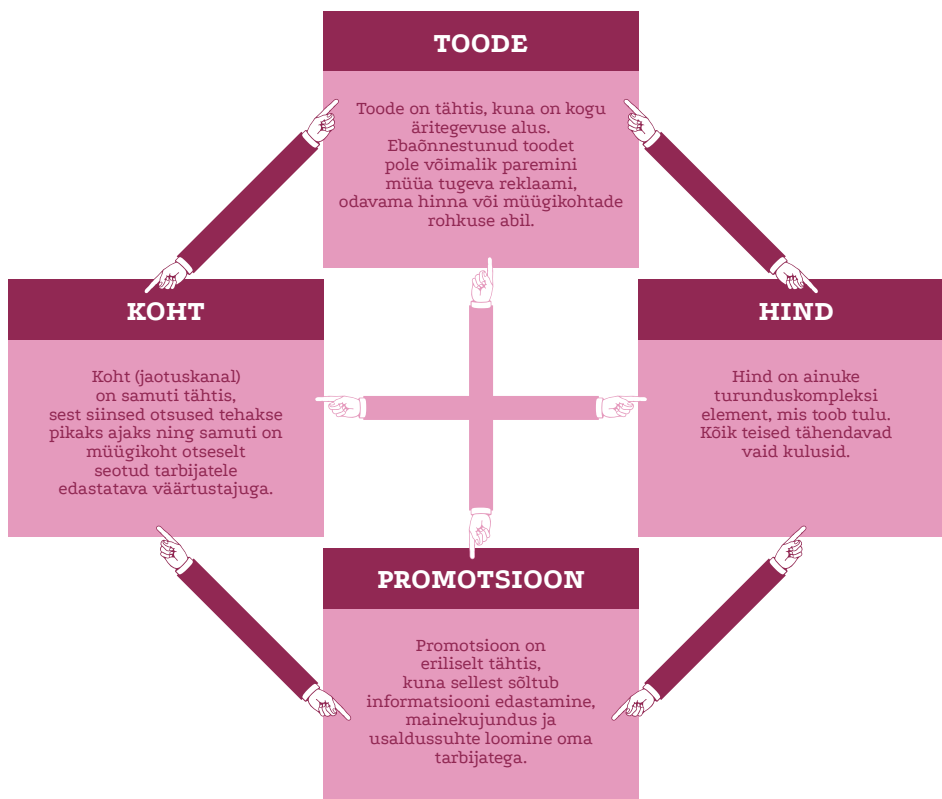 TOODE
Toode on tähtis, kuna on kogu
äritegevuse alus.
Ebaõnnestunud toodet
pole võimalik paremini
müüa tugeva reklaami,
odavama hinna või müügikohtade
rohkuse abil.
KOHT
Koht (jaotuskanal)
on samuti tähtis,
sest siinsed otsused tehakse
pikaks ajaks ning samuti on
müügikoht otseselt
seotud tarbijatele
edastatava väärtustajuga.
HIND
Hind on ainuke
turunduskompleksi
element, mis toob tulu.
Kõik teised tähendavad
vaid kulusid.
PROMOTSIOON
Promotsioon on
eriliselt tähtis,
kuna sellest sõltub
informatsiooni edastamine,
mainekujundus ja
usaldussuhte loomine oma
tarbijatega.